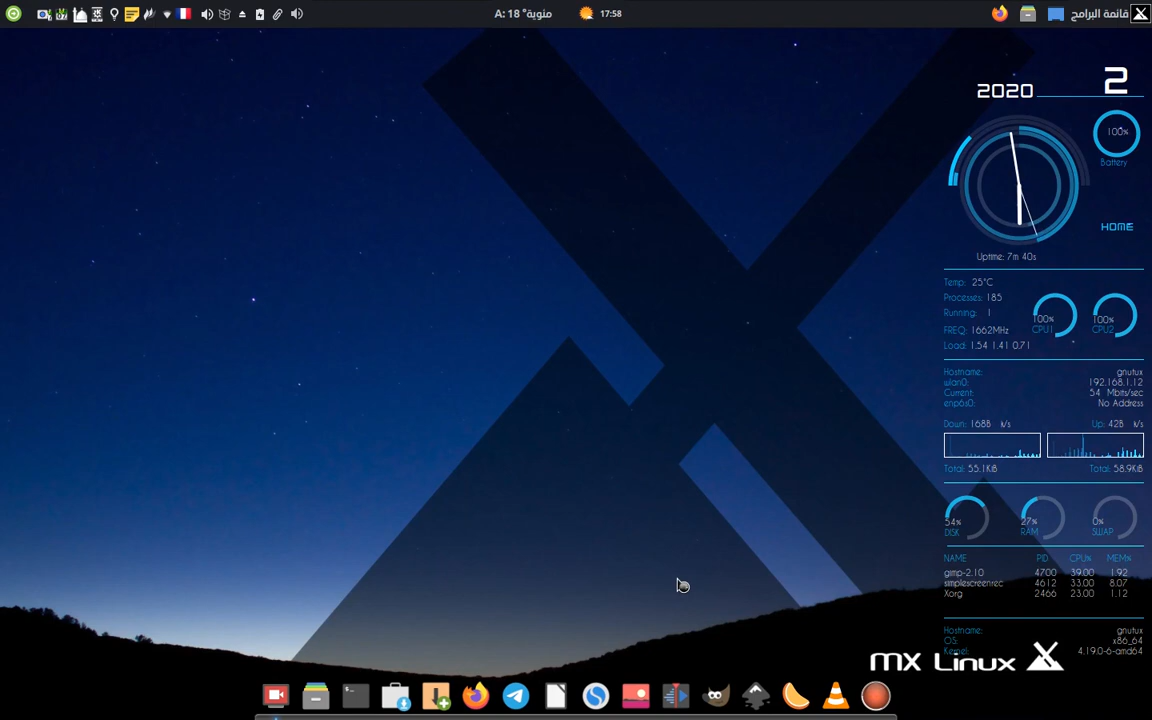 A: 18 °منوية
17:58
قائمة البرامج
2020
2
100%
Battery
HOME
Uptime: 7m 40s
Temp: 25°C
Processes: 185
Running: 1
FREQ: 1662MHz
Load: 1.54 1.41 0.71
100%
CPU1
100%
CPU2
Hostname: gnutux
wlan0: 192.168.1.12
Current: 54 Mbits/sec
enp6s0: No Address
Down: 168B k/s
Up: 42B k/s
Total: 55.1KiB
Total: 58.9KiB
54%
DISK
27%
RAM
0%
SWAP
NAME PID CPU% MEM%
gimp-2.10 4700 39.00 1.92
simplescreenrec 4612 33.00 8.07
Xorg 2466 23.00 1.12
Hostname: gnutux
OS: x86_64
Kernel: 4.19.0-6-amd64
MX Linux